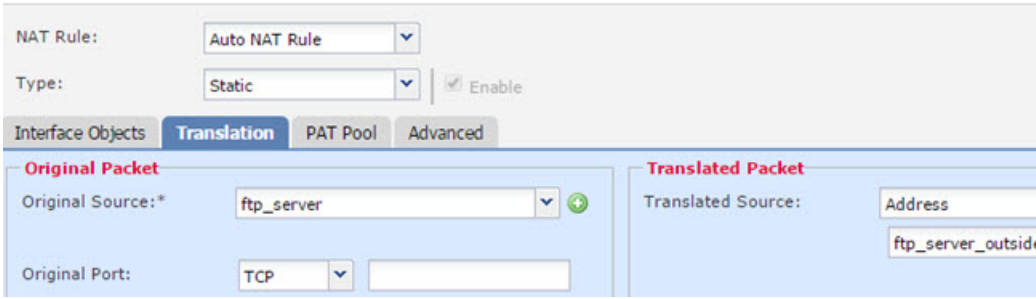 NAT Rule: Auto NAT Rule
Type: Static Enable
Interface Objects Translation PAT Pool Advanced
Original Packet Translated Packet
Original Source:* ftp_server Translated Source: Address
ftp_server_outside
Original Port: TCP